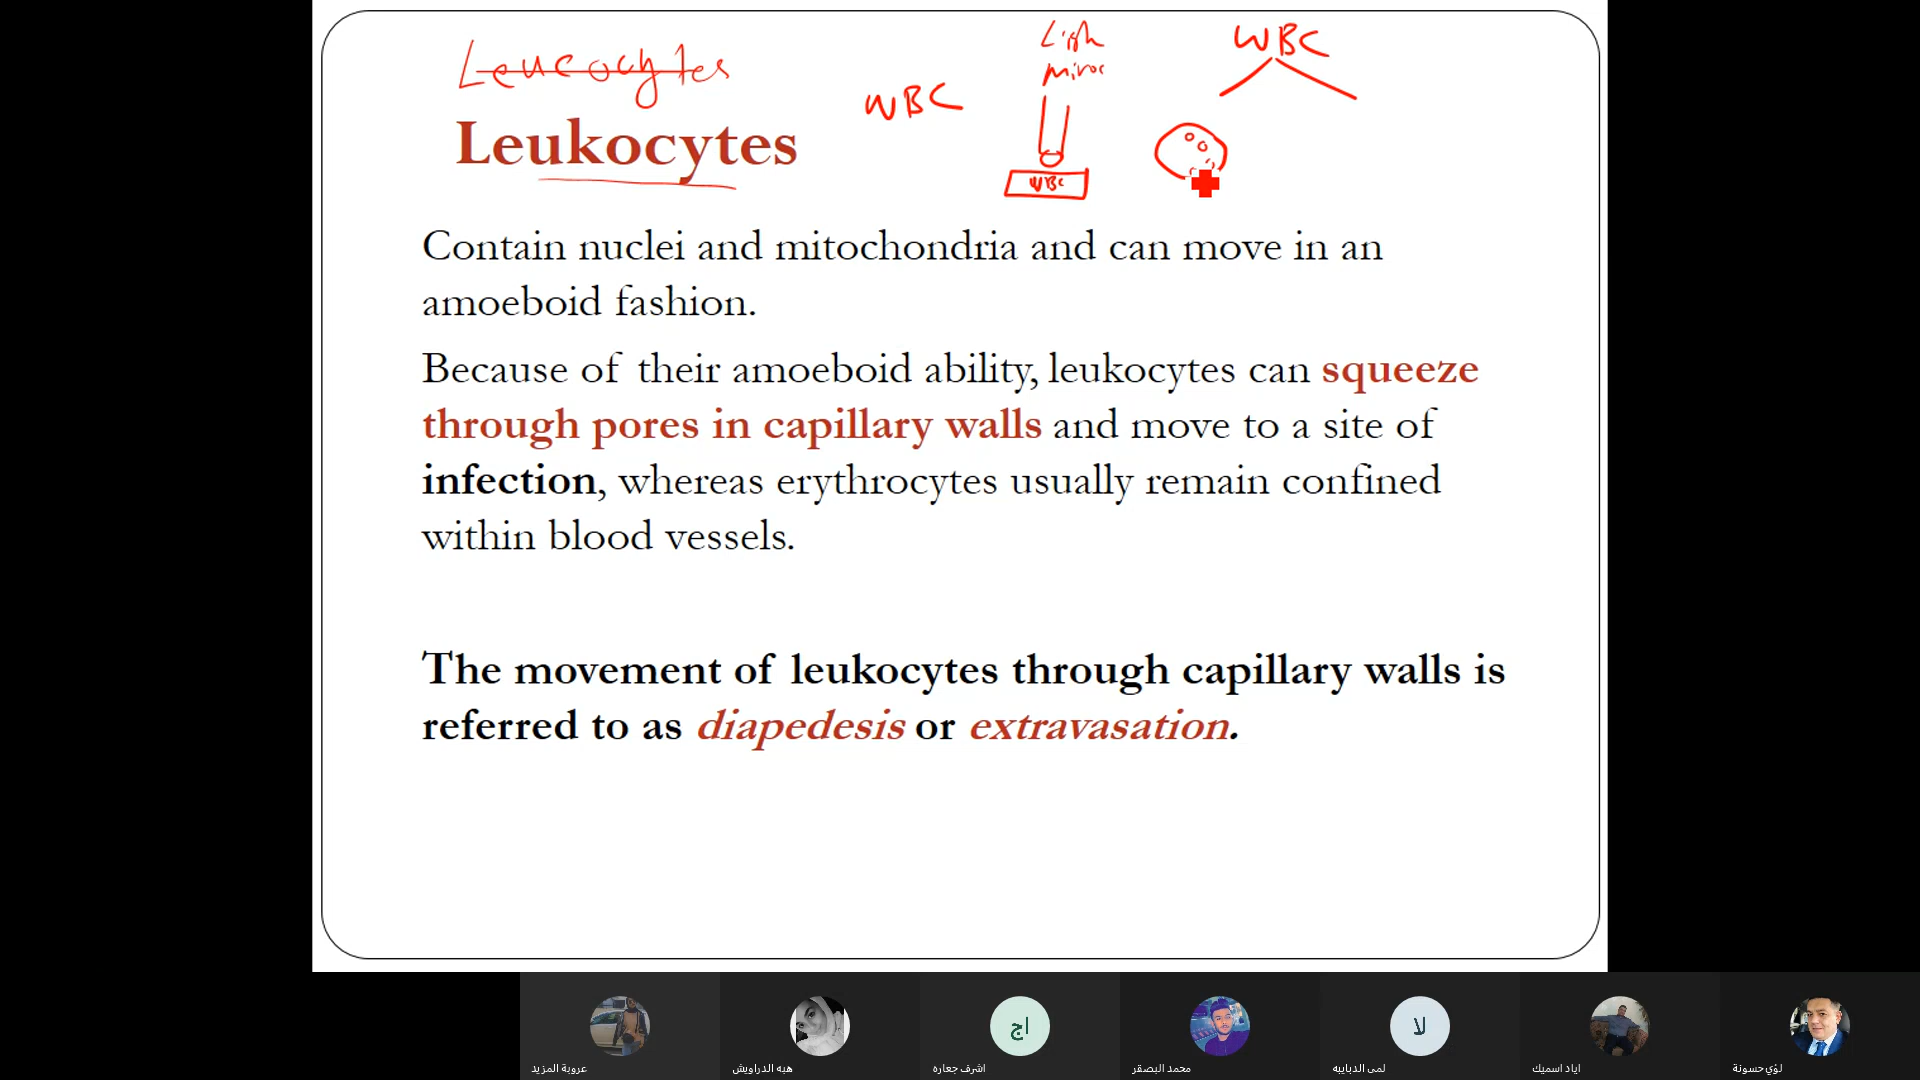 Leucocytes
WBC
WBC
WBC
Leukocytes
Contain nuclei and mitochondria and can move in an
amoeboid fashion.
Because of their amoeboid ability, leukocytes can squeeze
through pores in capillary walls and move to a site of
infection, whereas erythrocytes usually remain confined
within blood vessels.
The movement of leukocytes through capillary walls is
referred to as diapedesis or extravasation.
اج
لا
عروبة المزيد
هبه الدراويش
اشرف جعاره
محمد البصقر
لمى الدبايبه
اياد اسميك
لؤي حسونة